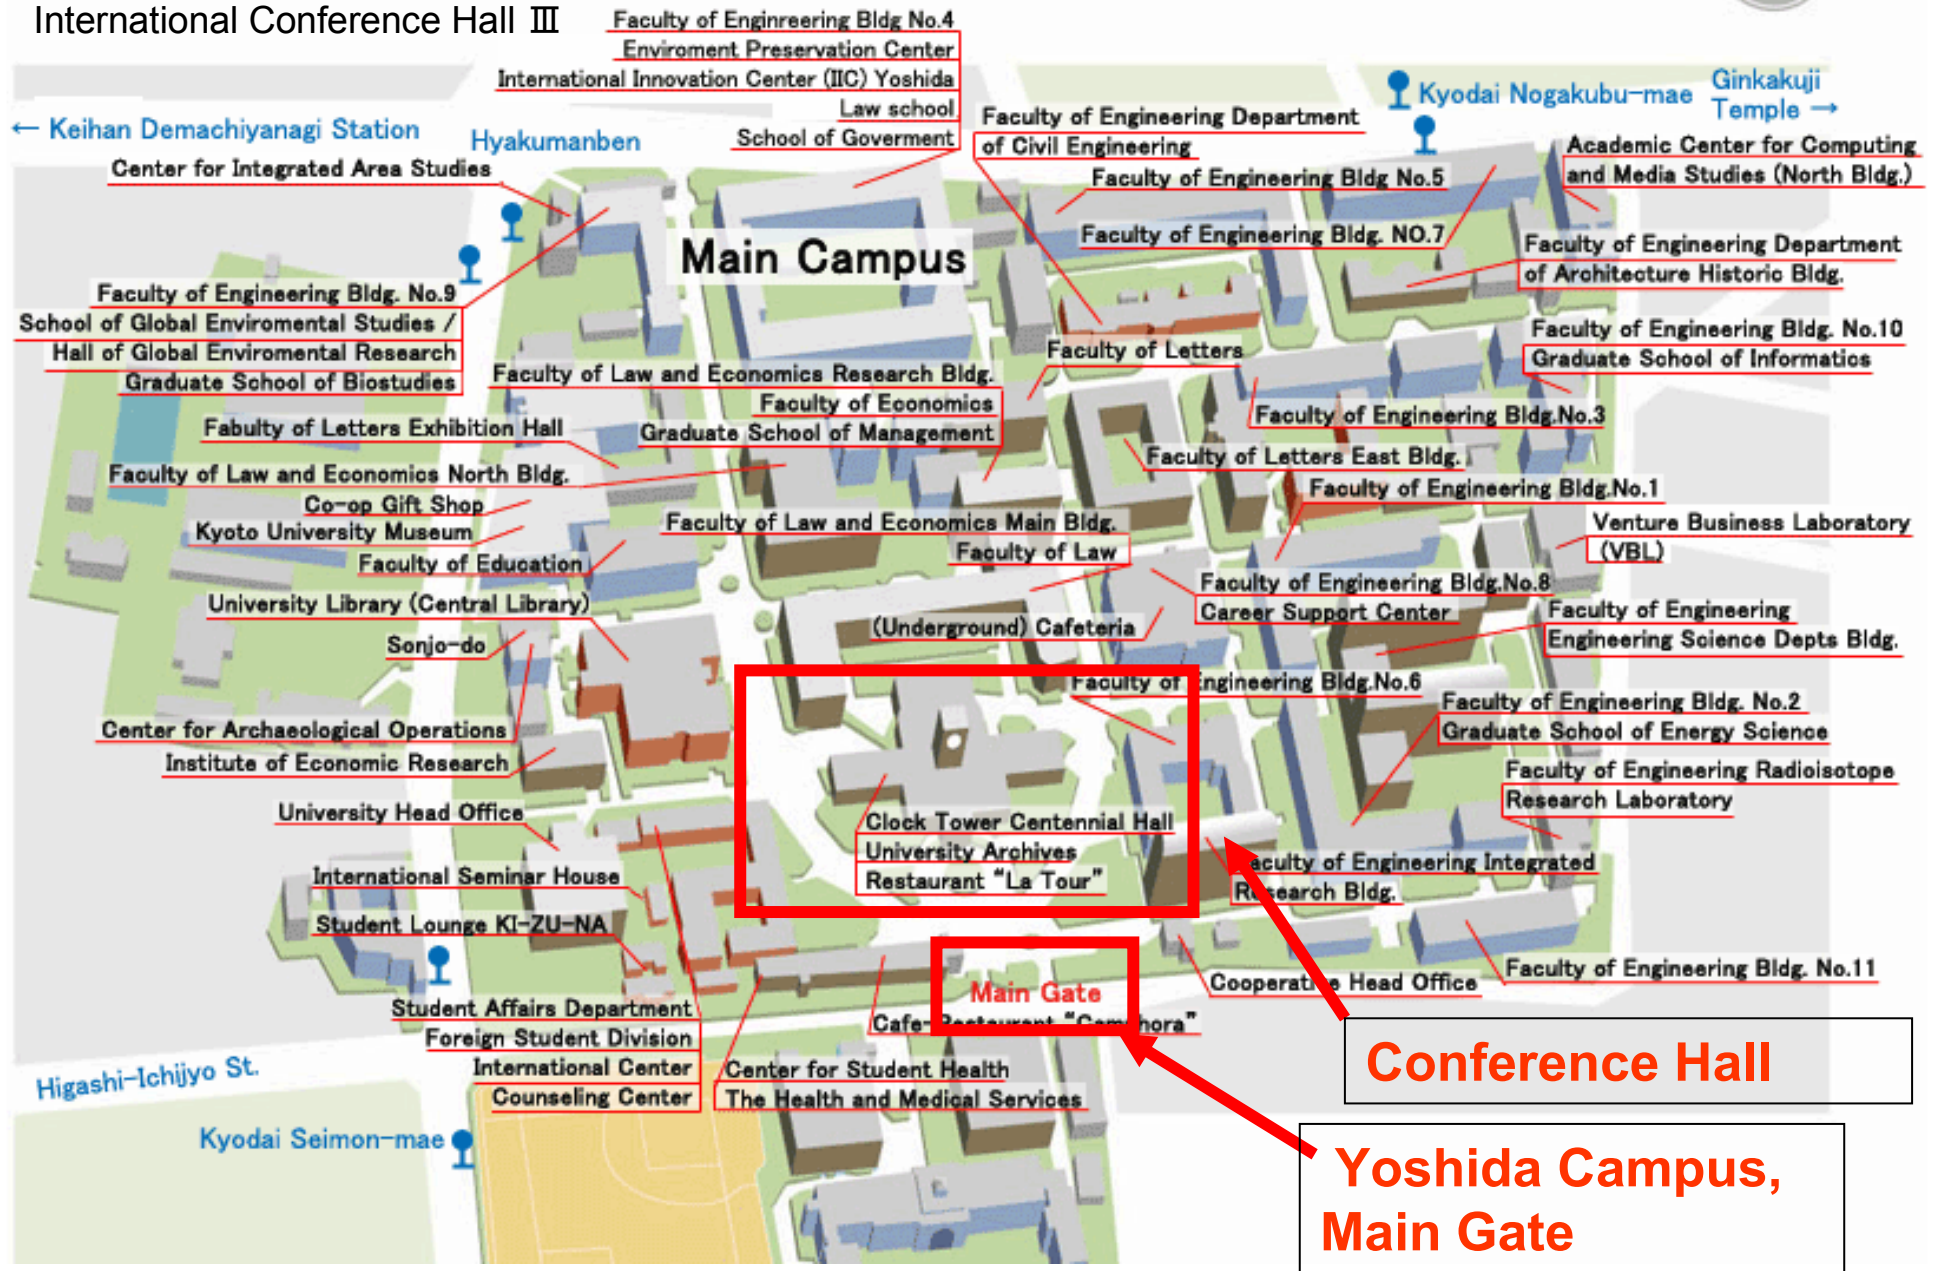 International Conference Hall Ⅲ
Faculty of Enginreering Bldg No.4
Enviroment Preservation Center
International Innovation Center (IIC) Yoshida
Law school
School of Goverment
Faculty of Engineering Department
of Civil Engineering
Kyodai Nogakubu-mae
Ginkakuji
Temple →
← Keihan Demachiyanagi Station
Hyakumanben
Center for Integrated Area Studies
Academic Center for Computing
and Media Studies (North Bldg.)
Faculty of Engineering Bldg No.5
Faculty of Engineering Bldg. NO.7
Main Campus
Faculty of Engineering Department
of Architecture Historic Bldg.
Faculty of Engineering Bldg. No.9
School of Global Enviromental Studies /
Hall of Global Enviromental Research
Graduate School of Biostudies
Faculty of Engineering Bldg. No.10
Graduate School of Informatics
Faculty of Letters
Faculty of Law and Economics Research Bldg.
Faculty of Economics
Graduate School of Management
Faculty of Engineering Bldg.No.3
Fabulty of Letters Exhibition Hall
Faculty of Letters East Bldg.
Faculty of Law and Economics North Bldg.
Faculty of Engineering Bldg.No.1
Co-op Gift Shop
Kyoto University Museum
Faculty of Education
Faculty of Law and Economics Main Bldg.
Faculty of Law
Venture Business Laboratory
(VBL)
Faculty of Engineering Bldg.No.8
Career Support Center
University Library (Central Library)
(Underground) Cafeteria
Faculty of Engineering
Engineering Science Depts Bldg.
Sonjo-do
Faculty of Engineering Bldg.No.6
Faculty of Engineering Bldg. No.2
Graduate School of Energy Science
Center for Archaeological Operations
Institute of Economic Research
Faculty of Engineering Radioisotope
Research Laboratory
University Head Office
Clock Tower Centennial Hall
University Archives
Restaurant “La Tour”
Faculty of Engineering Integrated
Research Bldg.
International Seminar House
Student Lounge KI-ZU-NA
Faculty of Engineering Bldg. No.11
Cooperative Head Office
Main Gate
Cafe-Restaurant “Camphora”
Student Affairs Department
Foreign Student Division
International Center
Counseling Center
Center for Student Health
The Health and Medical Services
Higashi-Ichijyo St.
Kyodai Seimon-mae
Conference Hall
Yoshida Campus,
Main Gate